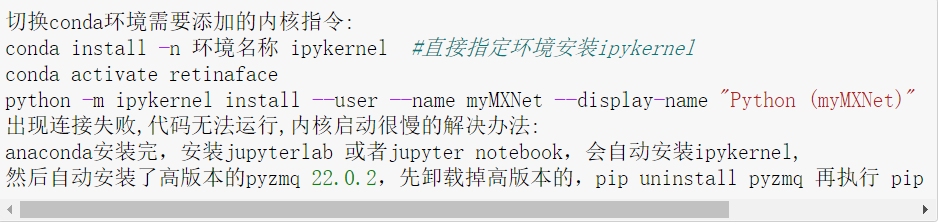 切换conda环境需要添加的内核指令:
conda install -n 环境名称 ipykernel  #直接指定环境安装ipykernel
conda activate retinaface
python -m ipykernel install --user --name myMXNet --display-name "Python (myMXNet)"
出现连接失败,代码无法运行,内核启动很慢的解决办法:
anaconda安装完，安装jupyterlab 或者jupyter notebook，会自动安装ipykernel,
然后自动安装了高版本的pyzmq 22.0.2，先卸载掉高版本的，pip uninstall pyzmq 再执行 pip